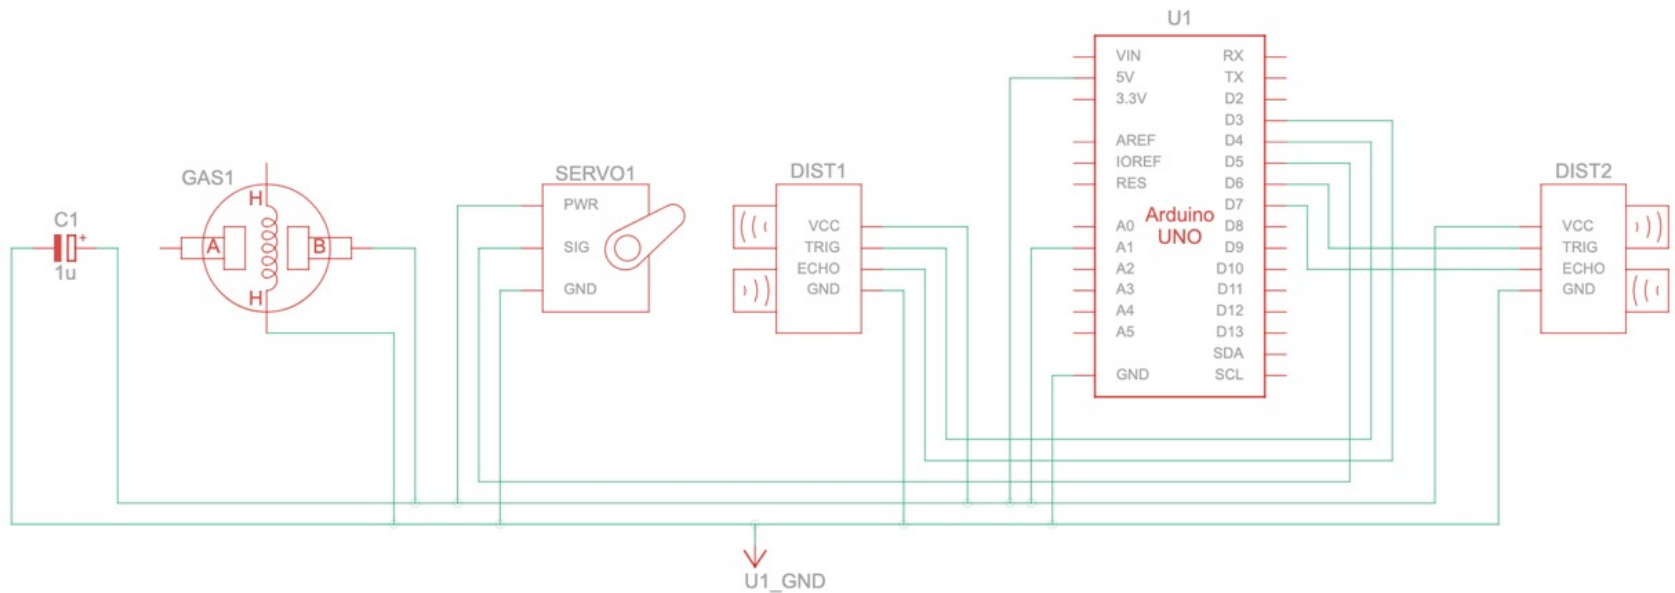 C1
+
1u
GAS1
H
A
B
H
SERVO1
PWR
SIG
GND
DIST1
VCC
TRIG
ECHO
GND
U1
VIN
5V
3.3V
AREF
IOREF
RES
A0
A1
A2
A3
A4
A5
GND
Arduino
UNO
RX
TX
D2
D3
D4
D5
D6
D7
D8
D9
D10
D11
D12
D13
SDA
SCL
DIST2
VCC
TRIG
ECHO
GND
U1_GND